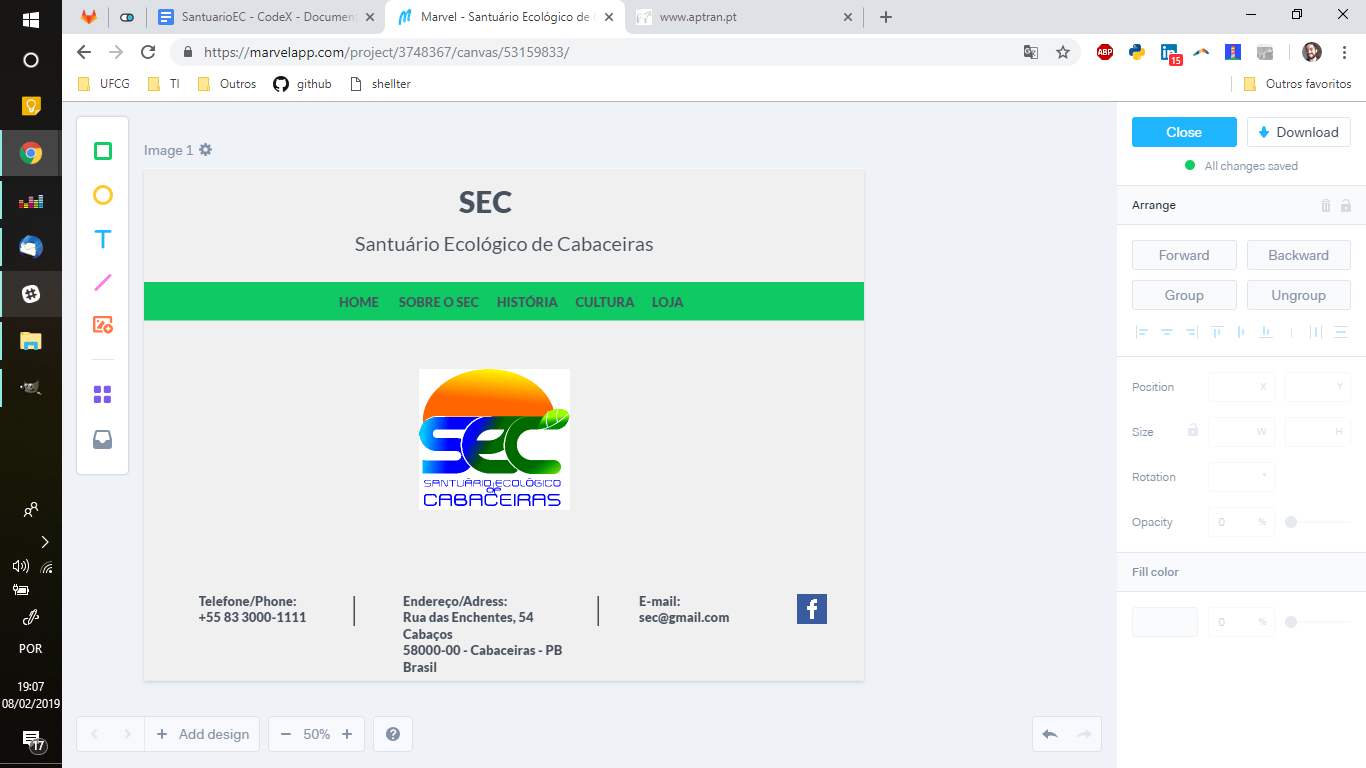 SantuarioEC - CodeX - Document
Marvel - Santuário Ecológico de
www.aptran.pt
https://marvelapp.com/project/3748367/canvas/53159833/
ABP
15
UFCG
TI
Outros
github
shellter
Outros favoritos
Image 1
Close
Download
All changes saved
SEC
Santuário Ecológico de Cabaceiras
Arrange
Forward
Backward
Group
Ungroup
HOME SOBRE O SEC HISTÓRIA CULTURA LOJA
SEC
SANTUÁRIO ECOLÓGICO
OF
CABACEIRAS
Position X Y
Size W H
Rotation °
Opacity 0 %
Fill color
0 %
Telefone/Phone:
+55 83 3000-1111
Endereço/Adress:
Rua das Enchentes, 54
Cabaços
58000-00 - Cabaceiras - PB
Brasil
E-mail:
sec@gmail.com
f
Add design
50%
POR
19:07
08/02/2019
17